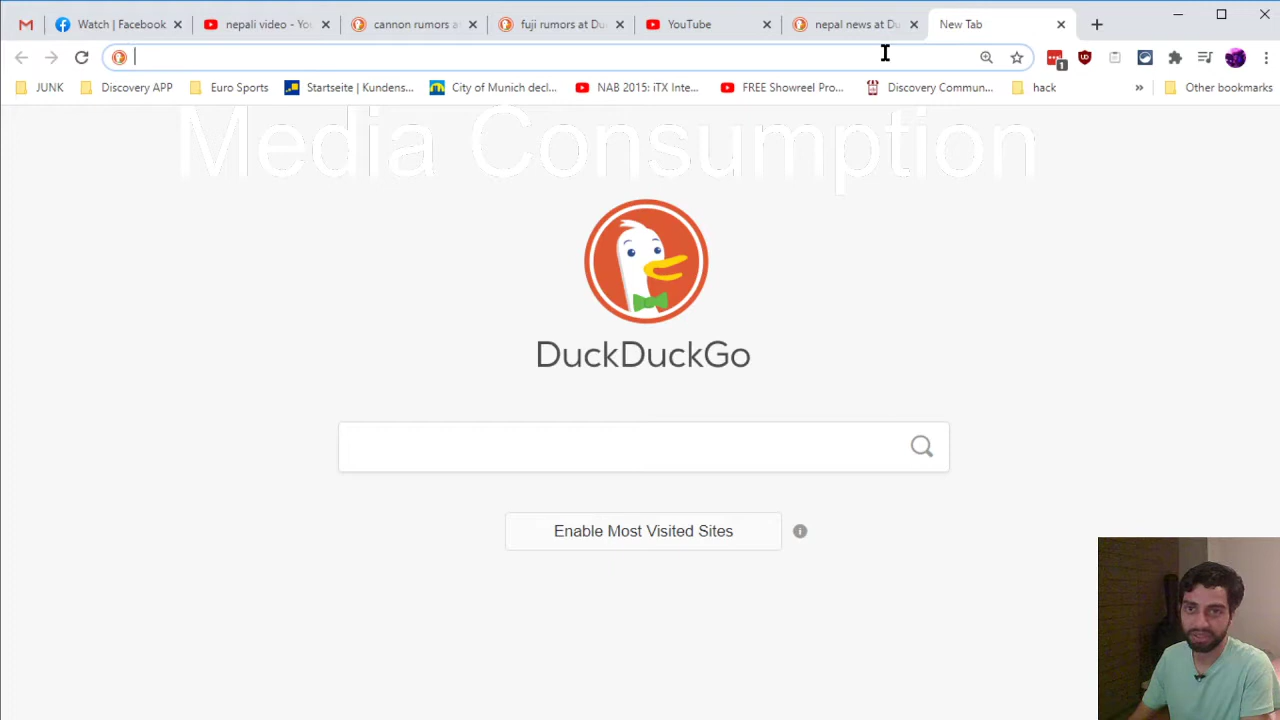 Watch | Facebook
nepali video - Yo
cannon rumors a
fuji rumors at Du
YouTube
nepal news at Du
New Tab
JUNK
Discovery APP
Euro Sports
Startseite | Kundens...
City of Munich decl...
NAB 2015: iTX Inte...
FREE Showreel Pro...
Discovery Commun...
hack
»
Other bookmarks
Media Consumption
DuckDuckGo
Enable Most Visited Sites